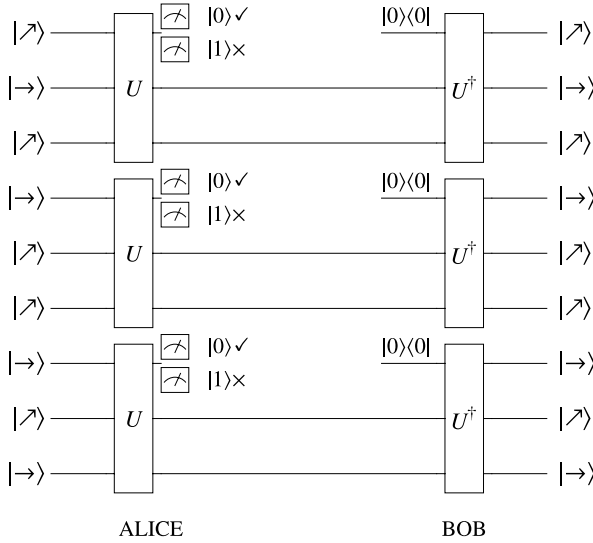 |↗⟩ |0⟩✓ |0⟩⟨0| |↗⟩
|1⟩×
|→⟩ U U† |→⟩
|↗⟩ |↗⟩
|→⟩ |0⟩✓ |0⟩⟨0| |→⟩
|1⟩×
|↗⟩ U U† |↗⟩
|↗⟩ |↗⟩
|→⟩ |0⟩✓ |0⟩⟨0| |→⟩
|1⟩×
|↗⟩ U U† |↗⟩
|→⟩ |→⟩
ALICE BOB